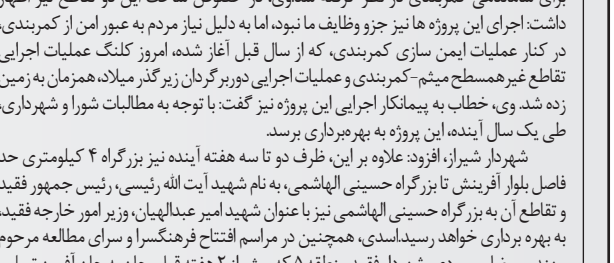 داشت: اجرای این پروژه ها نیز جزو وظایف ما نبود، اما به دلیل نیاز مردم به عبور امن از کمربندی،
در کنار عملیات ایمن سازی کمربندی، که از سال قبل آغاز شده، امروز کلنگ عملیات اجرایی
تقاطع غیرهمسطح میثم-کمربندی و عملیات اجرایی دوربرگردان زیرگذر میلاد، همزمان به زمین
زده شد. وی، خطاب به پیمانکار اجرایی این پروژه نیز گفت: با توجه به مطالبات شورا و شهرداری،
طی یک سال آینده، این پروژه به بهره‌برداری برسد.
شهردار شیراز، افزود: علاوه بر این، ظرف دو تا سه هفته آینده نیز بزرگراه ۴ کیلومتری حد
فاصل بلوار آفرینش تا بزرگراه حسینی الهاشمی، به نام شهید آیت الله رئیسی، رئیس جمهور فقید
و تقاطع آن به بزرگراه حسینی الهاشمی نیز با عنوان شهید امیر عبدالهیان، وزیر امور خارجه فقید،
به بهره برداری خواهد رسید.اسدی، همچنین در مراسم افتتاح فرهنگسرا و سرای مطالعه مرحوم